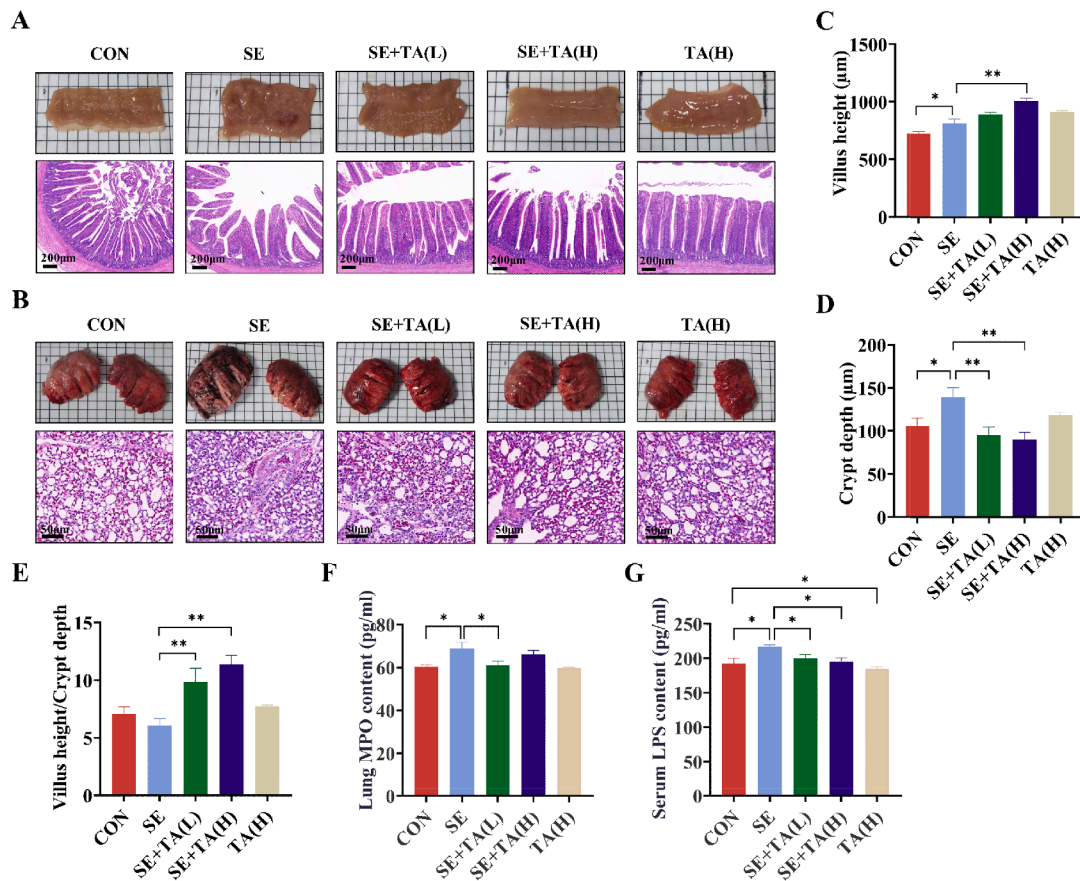 A
CON
SE
SE+TA(L)
SE+TA(H)
TA(H)
200μm
200μm
200μm
200μm
200μm
B
CON
SE
SE+TA(L)
SE+TA(H)
TA(H)
50μm
50μm
50μm
50μm
50μm
C
Villus height (μm)
1500
1000
500
0
*
**
CON
SE
SE+TA(L)
SE+TA(H)
TA(H)
D
Crypt depth (μm)
200
150
100
50
0
*
**
**
CON
SE
SE+TA(L)
SE+TA(H)
TA(H)
E
Villus height/Crypt depth
15
10
5
0
**
**
CON
SE
SE+TA(L)
SE+TA(H)
TA(H)
F
Lung MPO content (pg/ml)
80
60
40
20
0
*
*
CON
SE
SE+TA(L)
SE+TA(H)
TA(H)
G
Serum LPS content (pg/ml)
250
200
150
100
50
0
*
*
*
*
CON
SE
SE+TA(L)
SE+TA(H)
TA(H)